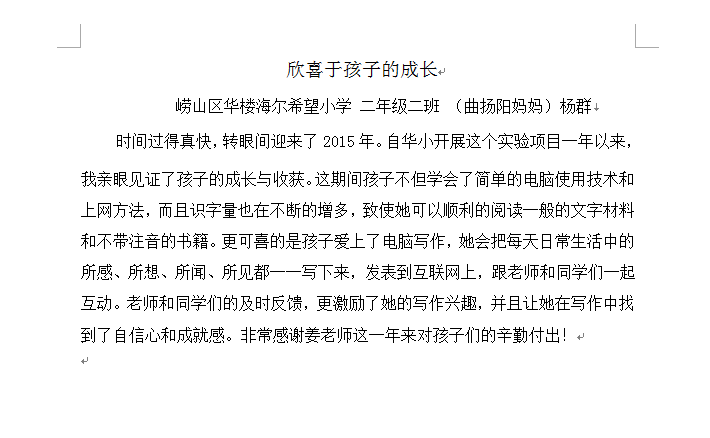 欣喜于孩子的成长
崂山区华楼海尔希望小学 二年级二班 （曲扬阳妈妈）杨群
时间过得真快，转眼间迎来了 2015 年。自华小开展这个实验项目一年以来，
我亲眼见证了孩子的成长与收获。这期间孩子不但学会了简单的电脑使用技术和
上网方法，而且识字量也在不断的增多，致使她可以顺利的阅读一般的文字材料
和不带注音的书籍。更可喜的是孩子爱上了电脑写作，她会把每天日常生活中的
所感、所想、所闻、所见都一一写下来，发表到互联网上，跟老师和同学们一起
互动。老师和同学们的及时反馈，更激励了她的写作兴趣，并且让她在写作中找
到了自信心和成就感。非常感谢姜老师这一年来对孩子们的辛勤付出！